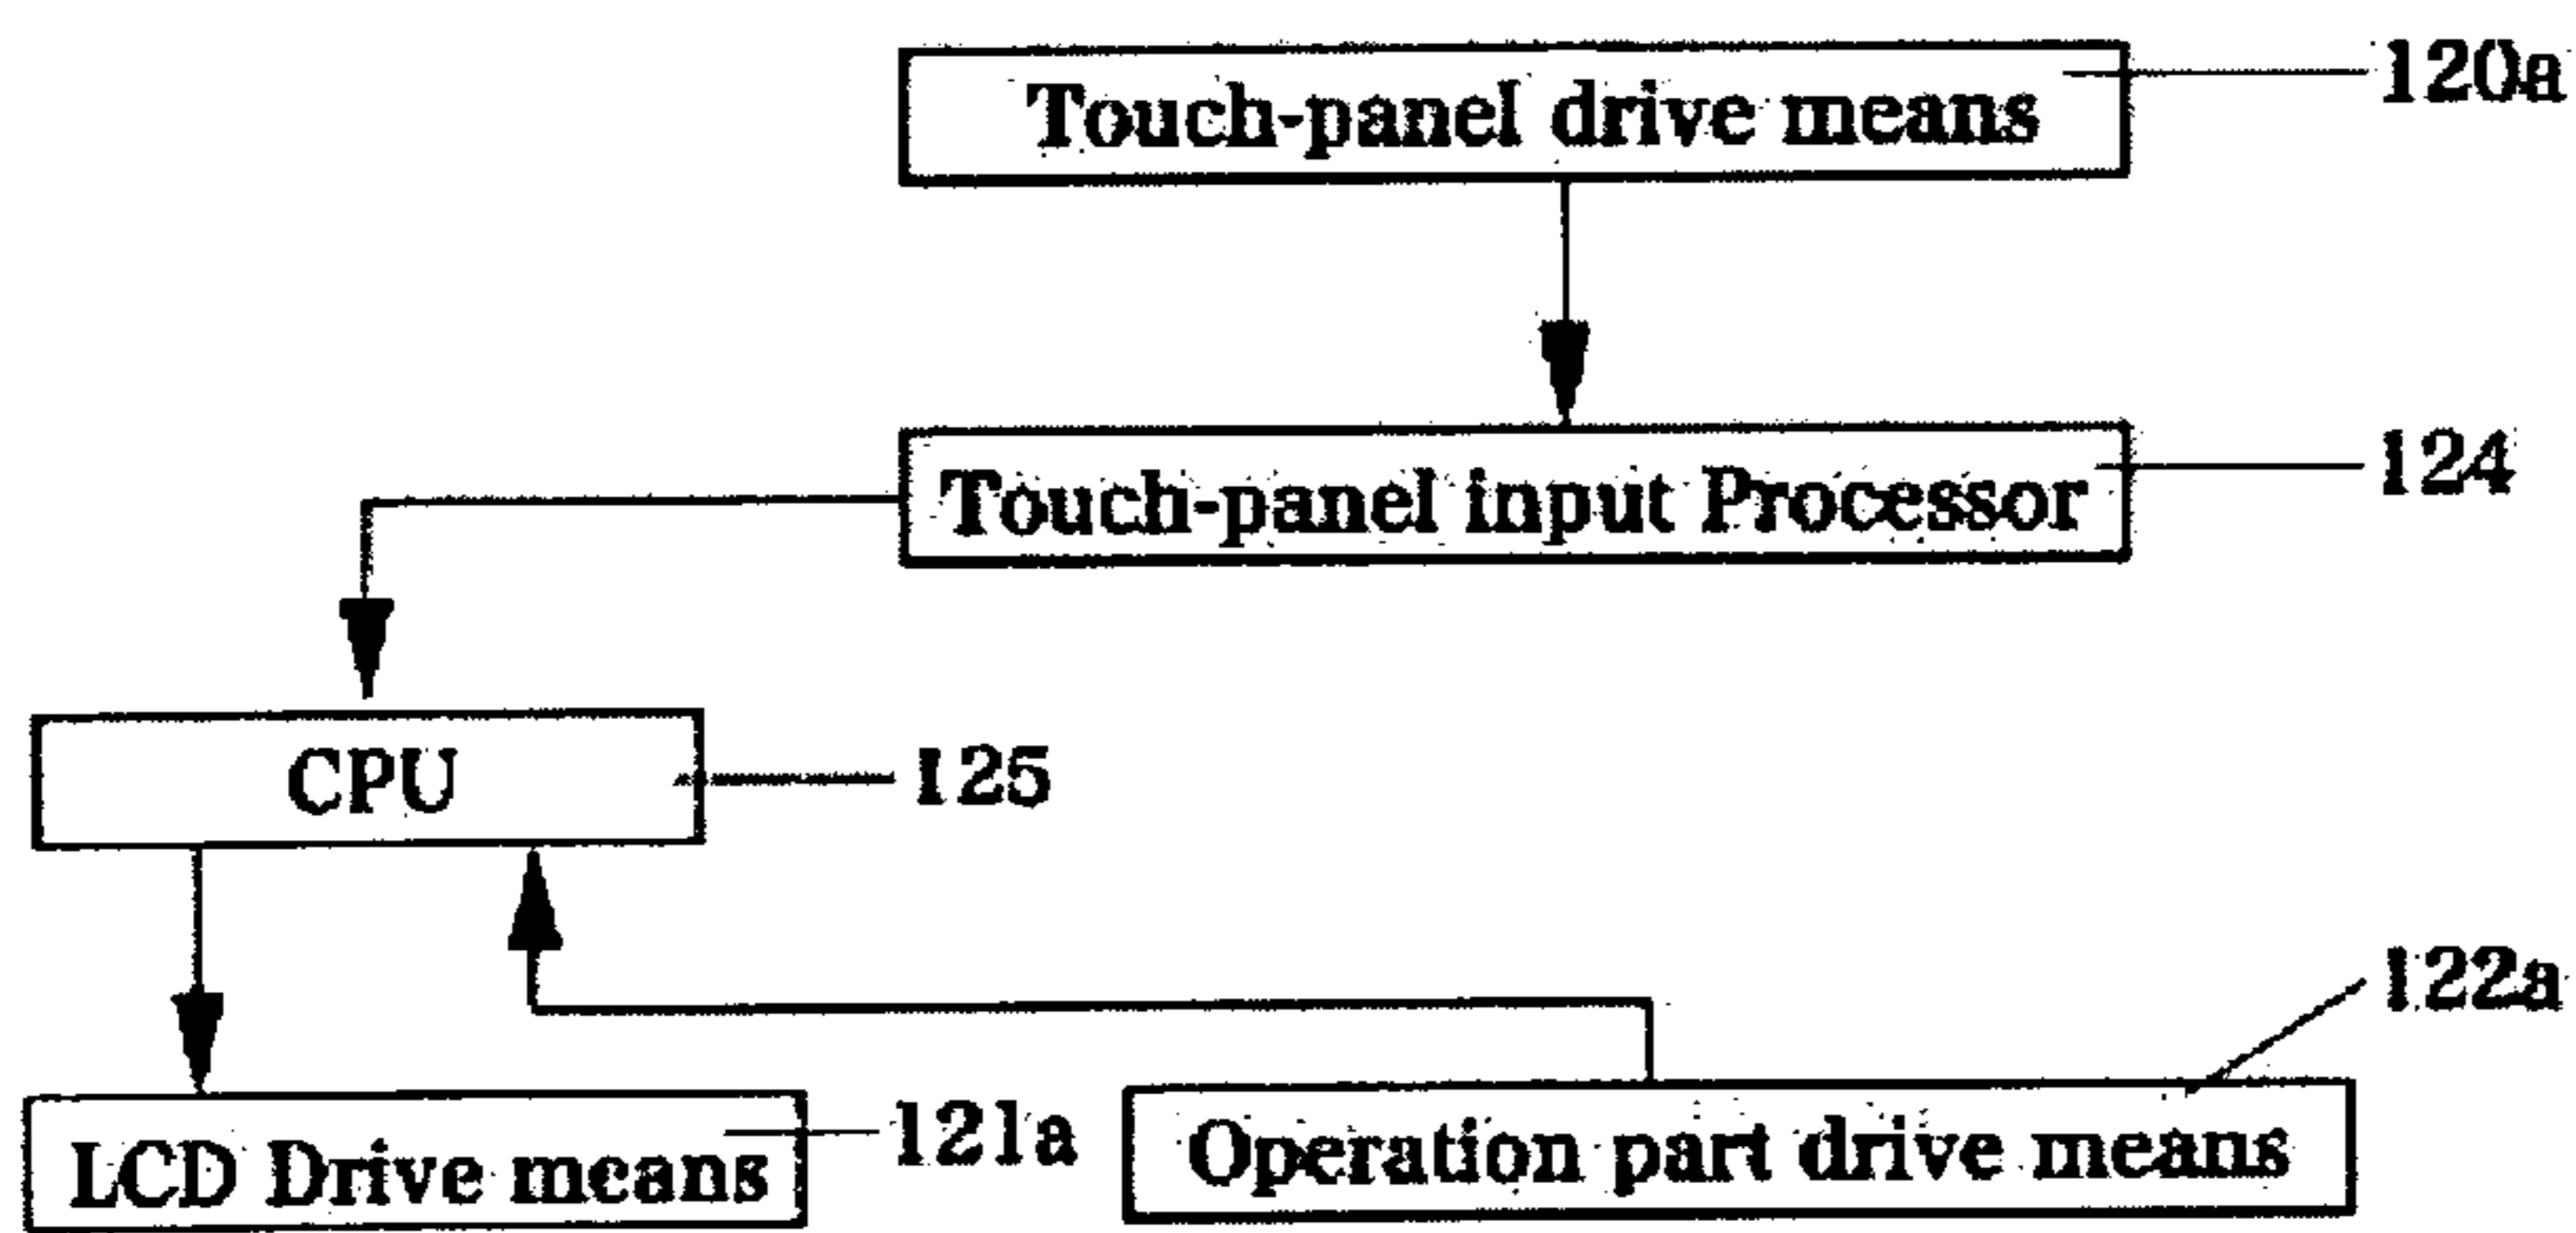 Touch-panel drive means 120a
Touch-panel input Processor 124
CPU 125
122a
LCD Drive means 121a
Operation part drive means